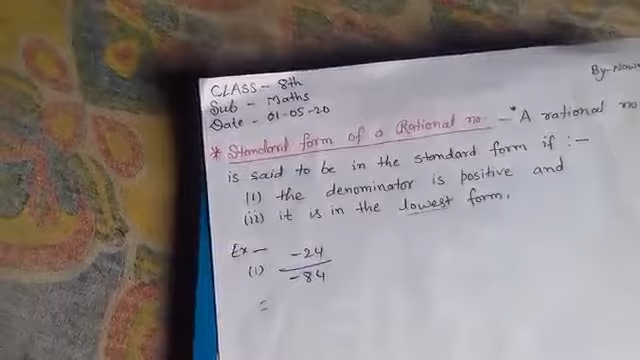 CLASS - 8th
By-
Sub - Maths
Date - 01-05-20
* Standard form of a Rational no. - * A rational no
is said to be in the standard form if :-
(i) the denominator is positive and
(ii) it is in the lowest form.
Ex-
(i) -24
-84
=